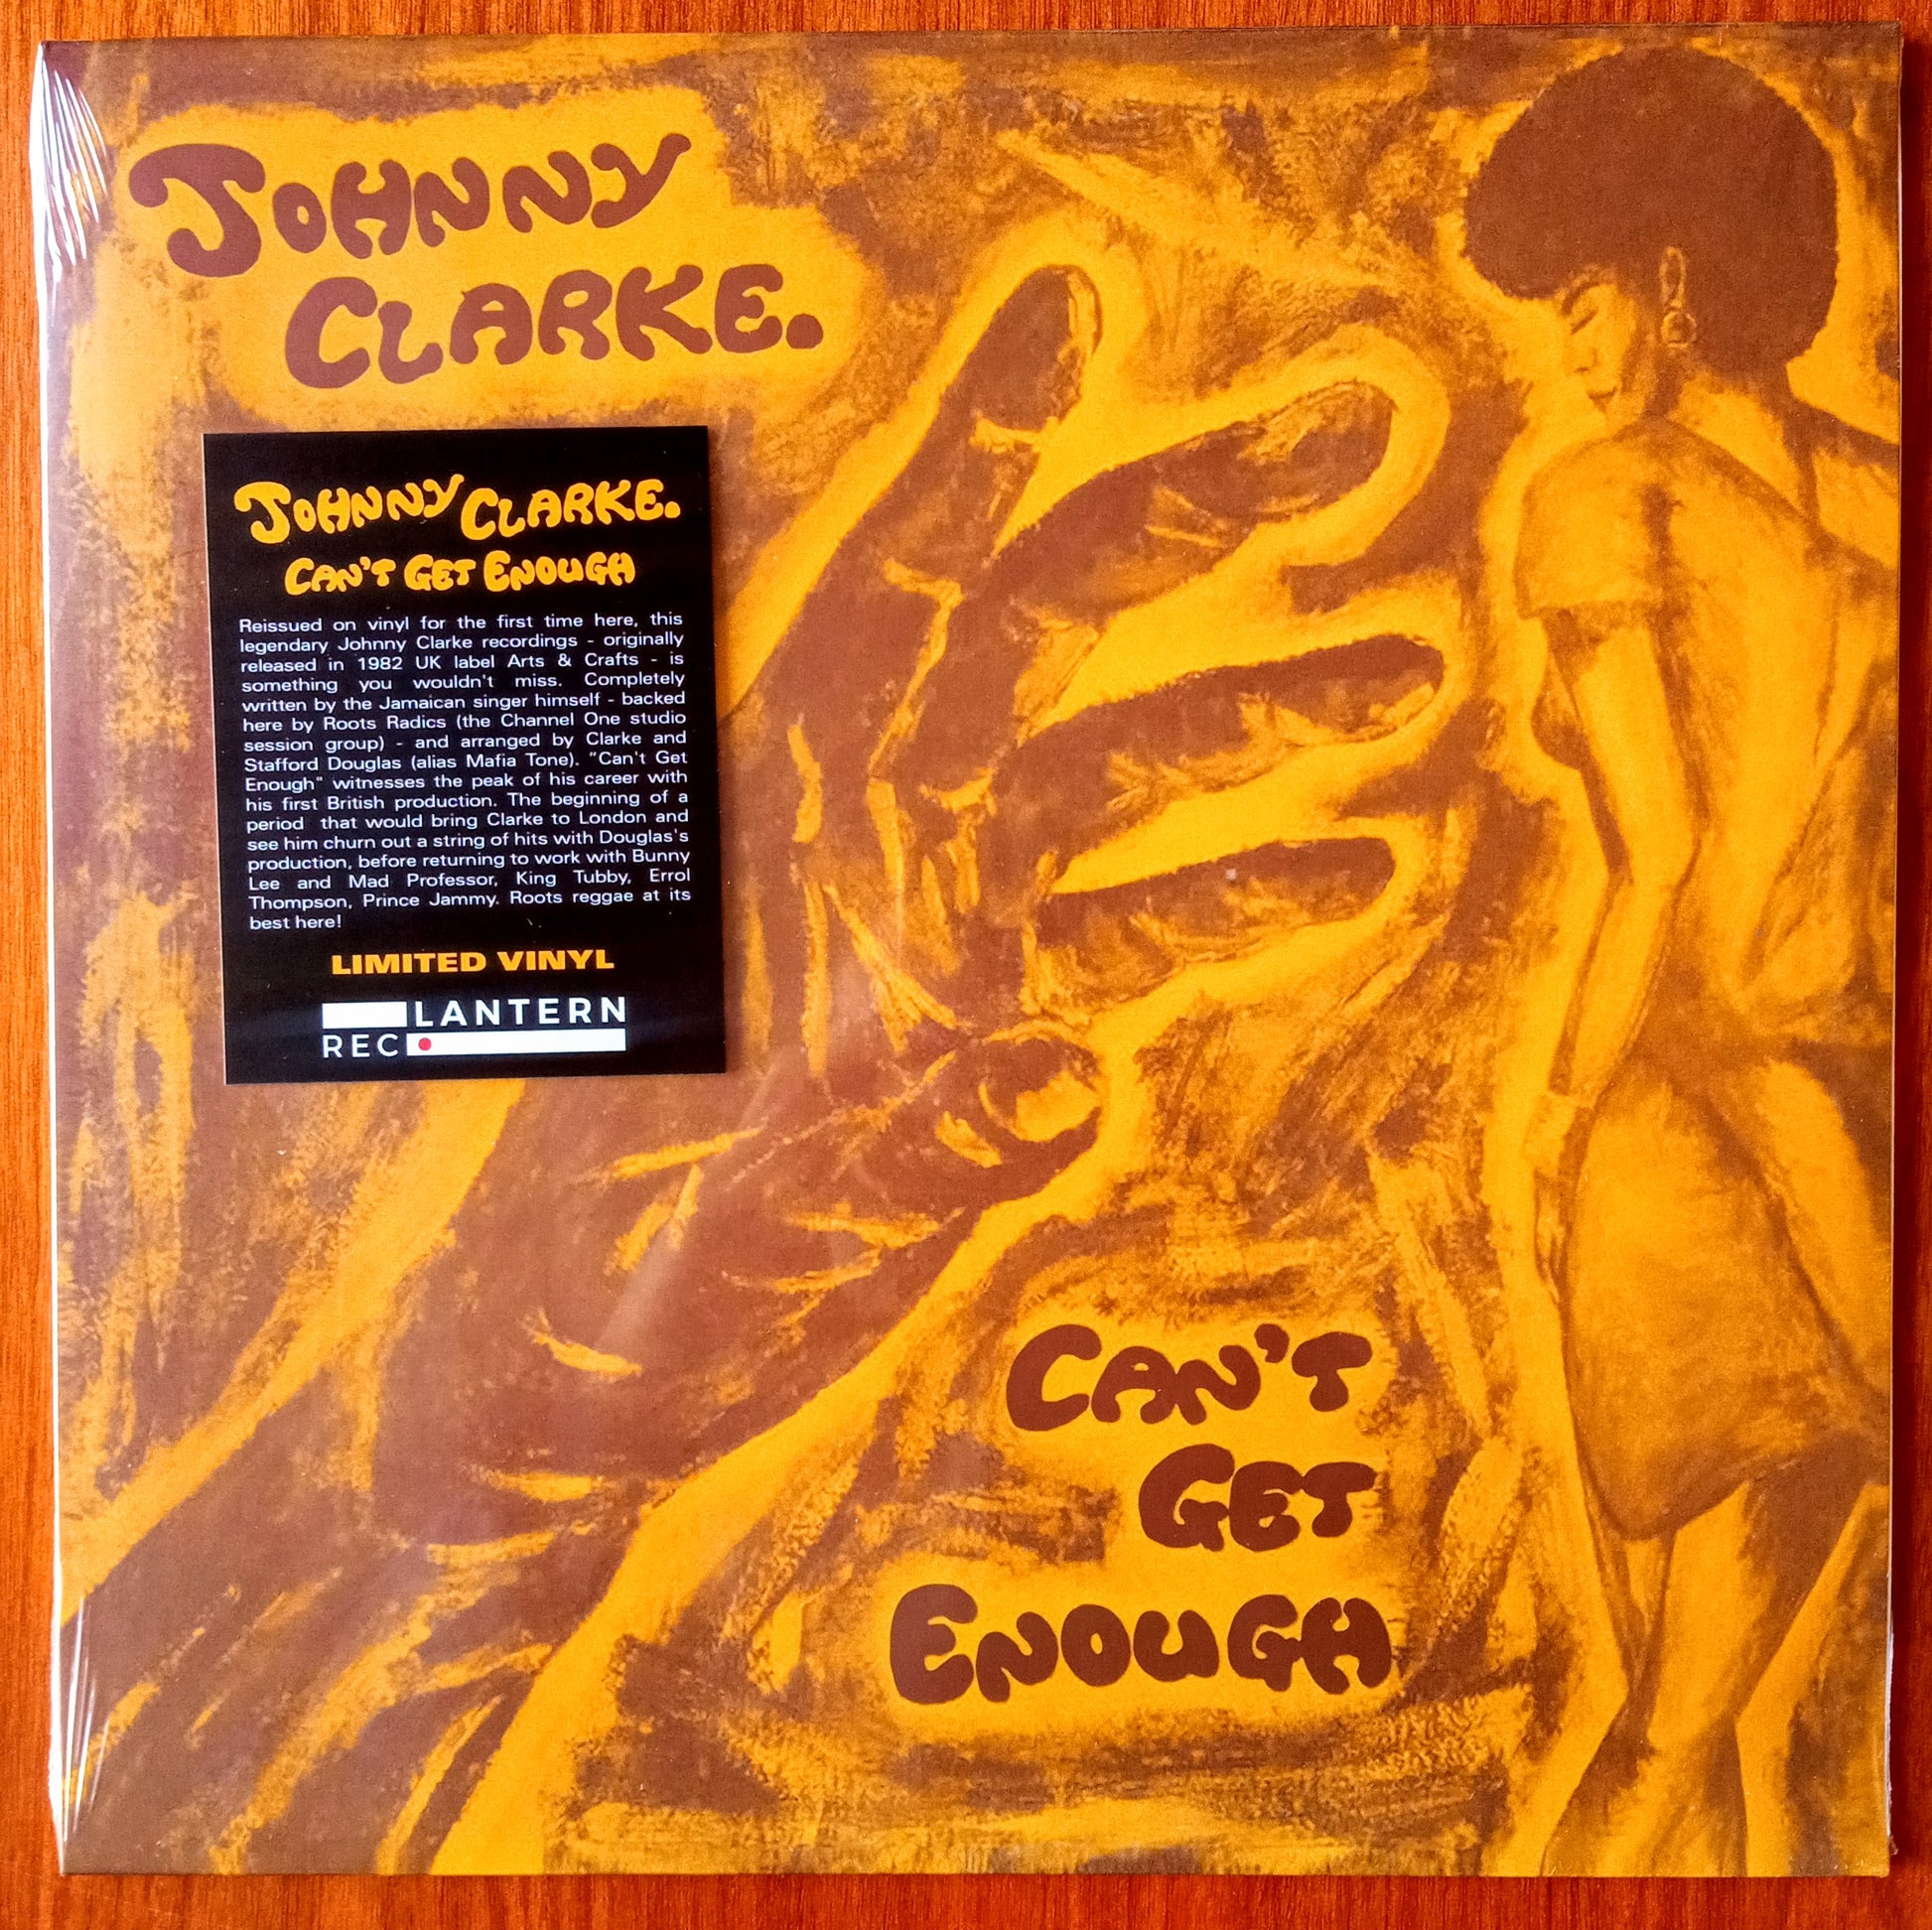 JOHNNY
CLARKE.
JOHNNY CLARKE.
CAN'T GET ENOUGH
Reissued on vinyl for the first time here, this
legendary Johnny Clarke recordings - originally
released in 1982 UK label Arts & Crafts - is
something you wouldn't miss. Completely
written by the Jamaican singer himself - backed
here by Roots Radics (the Channel One studio
session group) - and arranged by Clarke and
Stafford Douglas (alias Mafia Tone). "Can't Get
Enough" witnesses the peak of his career with
his first British production. The beginning of a
period that would bring Clarke to London and
see him churn out a string of hits with Douglas's
production, before returning to work with Bunny
Lee and Mad Professor, King Tubby, Errol
Thompson, Prince Jammy. Roots reggae at its
best here!
LIMITED VINYL
LANTERN
REC
CAN'T
GET
ENOUGH